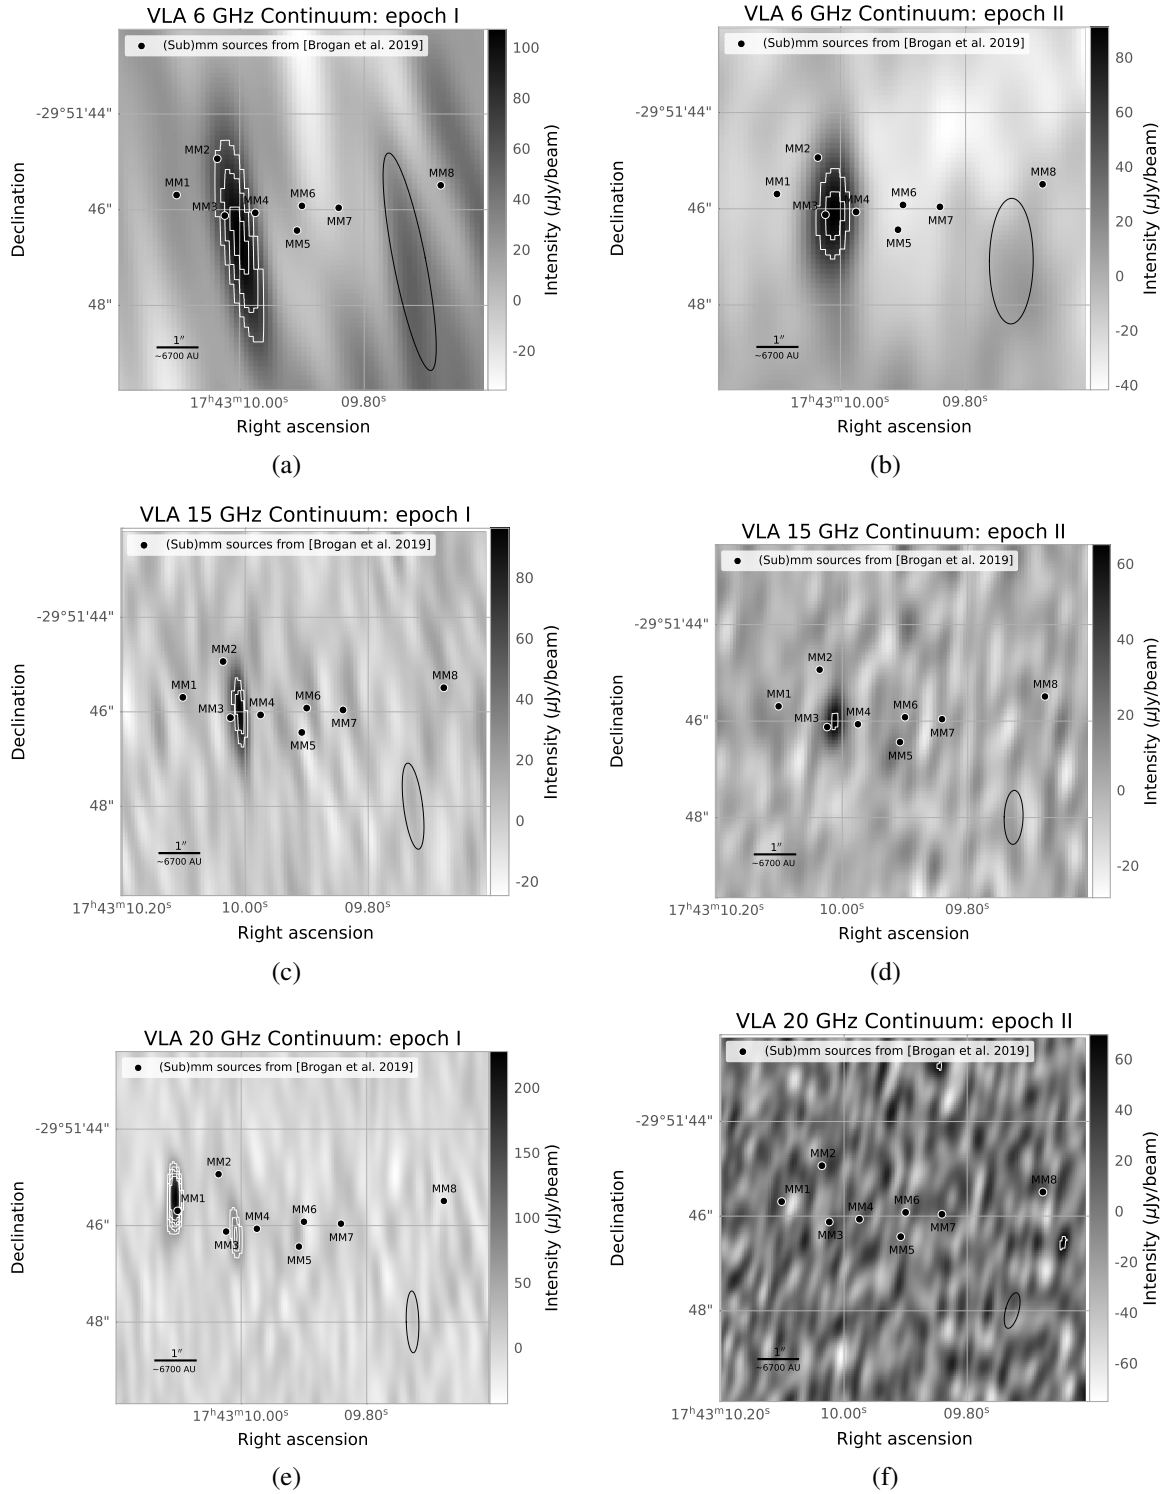 VLA 6 GHz Continuum: epoch I
(Sub)mm sources from [Brogan et al. 2019]
Declination
-29°51'44"
46"
48"
MM2
MM1
MM3
MM4
MM6
MM5
MM7
MM8
1″
~6700 AU
17ʰ43ᵐ10.00ˢ 09.80ˢ
Right ascension
100
80
60
40
20
0
-20
Intensity (μJy/beam)
(a)
VLA 6 GHz Continuum: epoch II
(Sub)mm sources from [Brogan et al. 2019]
Declination
-29°51'44"
46"
48"
MM2
MM1
MM3
MM4
MM6
MM5
MM7
MM8
1″
~6700 AU
17ʰ43ᵐ10.00ˢ 09.80ˢ
Right ascension
80
60
40
20
0
-20
-40
Intensity (μJy/beam)
(b)
VLA 15 GHz Continuum: epoch I
(Sub)mm sources from [Brogan et al. 2019]
Declination
-29°51'44"
46"
48"
MM2
MM1
MM3
MM4
MM6
MM5
MM7
MM8
1″
~6700 AU
17ʰ43ᵐ10.20ˢ 10.00ˢ 09.80ˢ
Right ascension
80
60
40
20
0
-20
Intensity (μJy/beam)
(c)
VLA 15 GHz Continuum: epoch II
(Sub)mm sources from [Brogan et al. 2019]
Declination
-29°51'44"
46"
48"
MM2
MM1
MM3
MM4
MM6
MM5
MM7
MM8
1″
~6700 AU
17ʰ43ᵐ10.20ˢ 10.00ˢ 09.80ˢ
Right ascension
60
40
20
0
-20
Intensity (μJy/beam)
(d)
VLA 20 GHz Continuum: epoch I
(Sub)mm sources from [Brogan et al. 2019]
Declination
-29°51'44"
46"
48"
MM2
MM1
MM3
MM4
MM6
MM5
MM7
MM8
1″
~6700 AU
17ʰ43ᵐ10.00ˢ 09.80ˢ
Right ascension
200
150
100
50
0
Intensity (μJy/beam)
(e)
VLA 20 GHz Continuum: epoch II
(Sub)mm sources from [Brogan et al. 2019]
Declination
-29°51'44"
46"
48"
MM2
MM1
MM3
MM4
MM6
MM5
MM7
MM8
1″
~6700 AU
17ʰ43ᵐ10.20ˢ 10.00ˢ 09.80ˢ
Right ascension
60
40
20
0
-20
-40
-60
Intensity (μJy/beam)
(f)